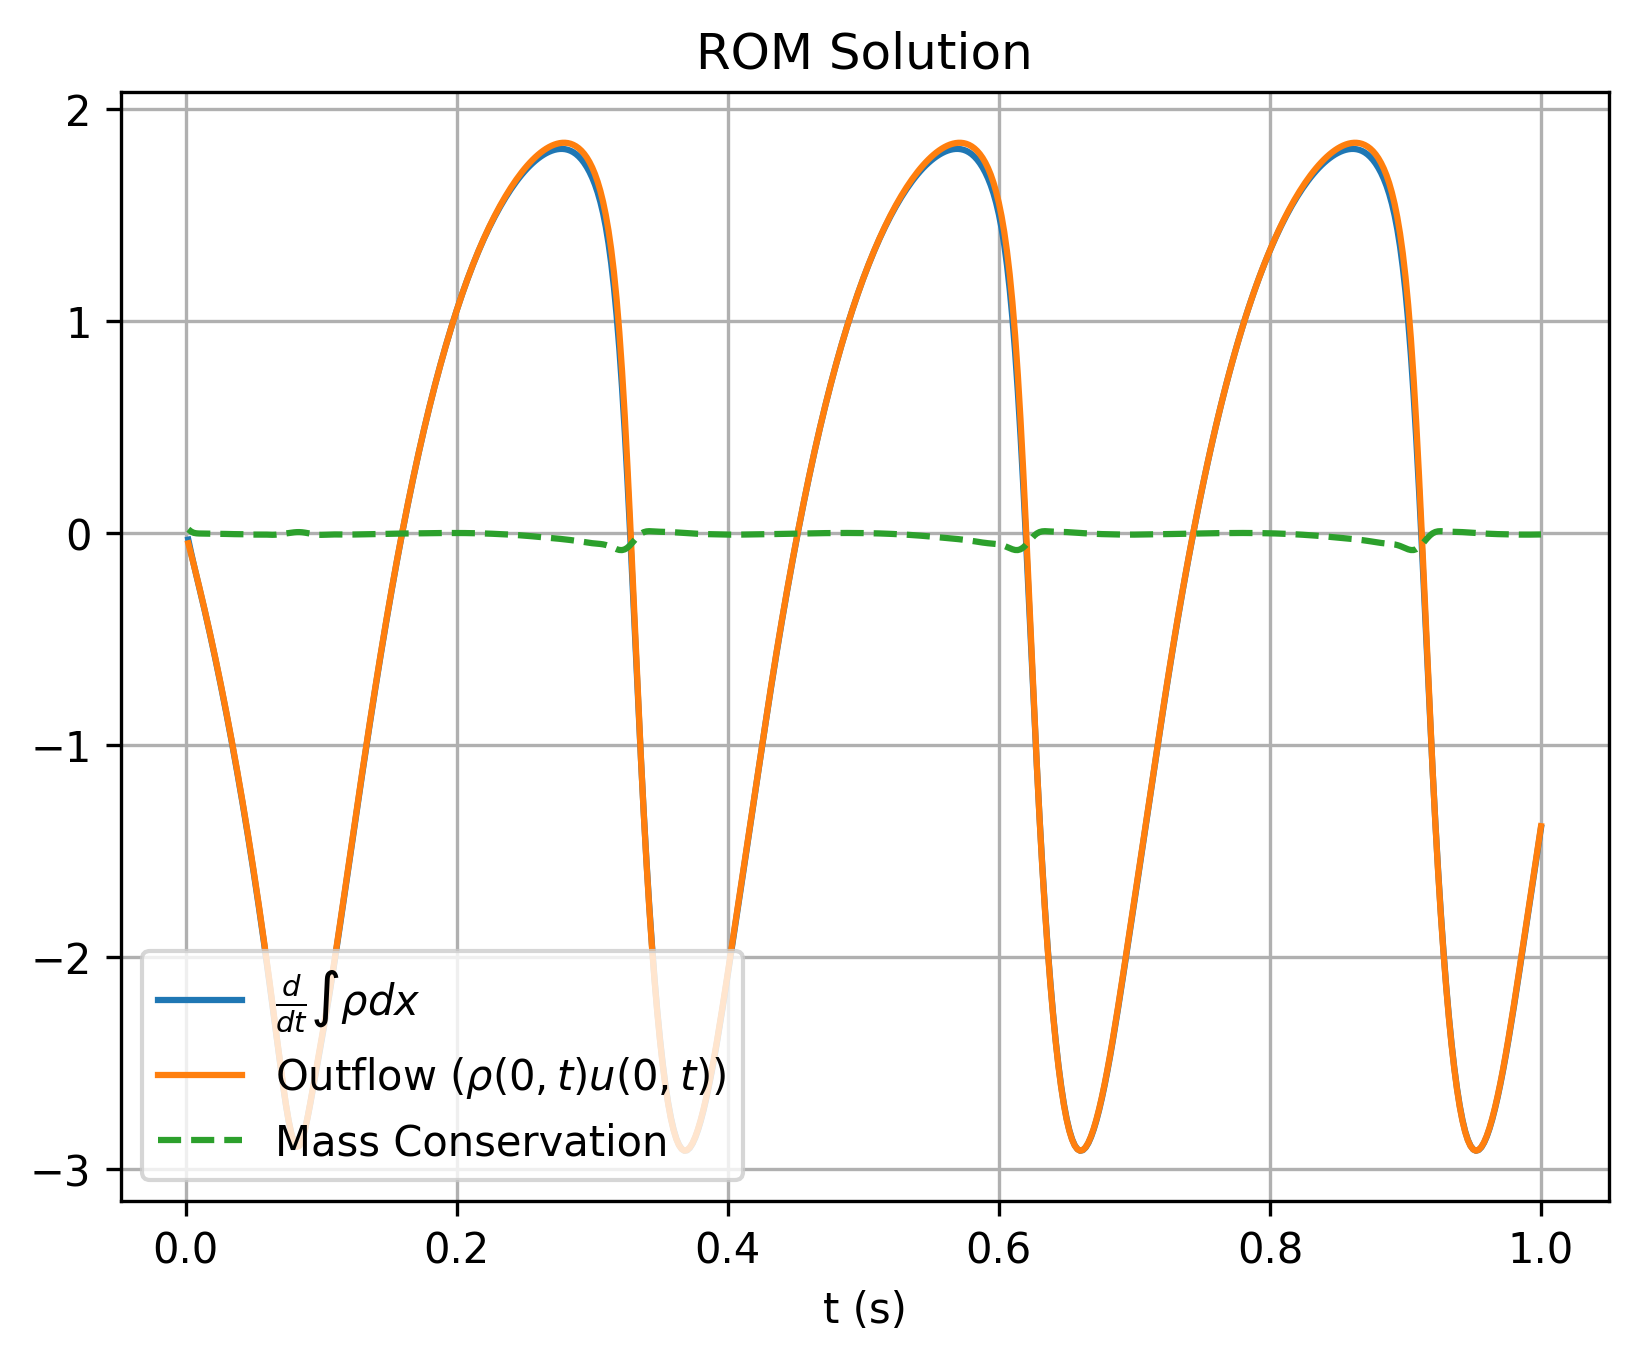 ROM Solution
2
1
0
−1
−2
−3
d/dt ∫ρdx
Outflow (ρ(0, t)u(0, t))
Mass Conservation
0.0 0.2 0.4 0.6 0.8 1.0
t (s)